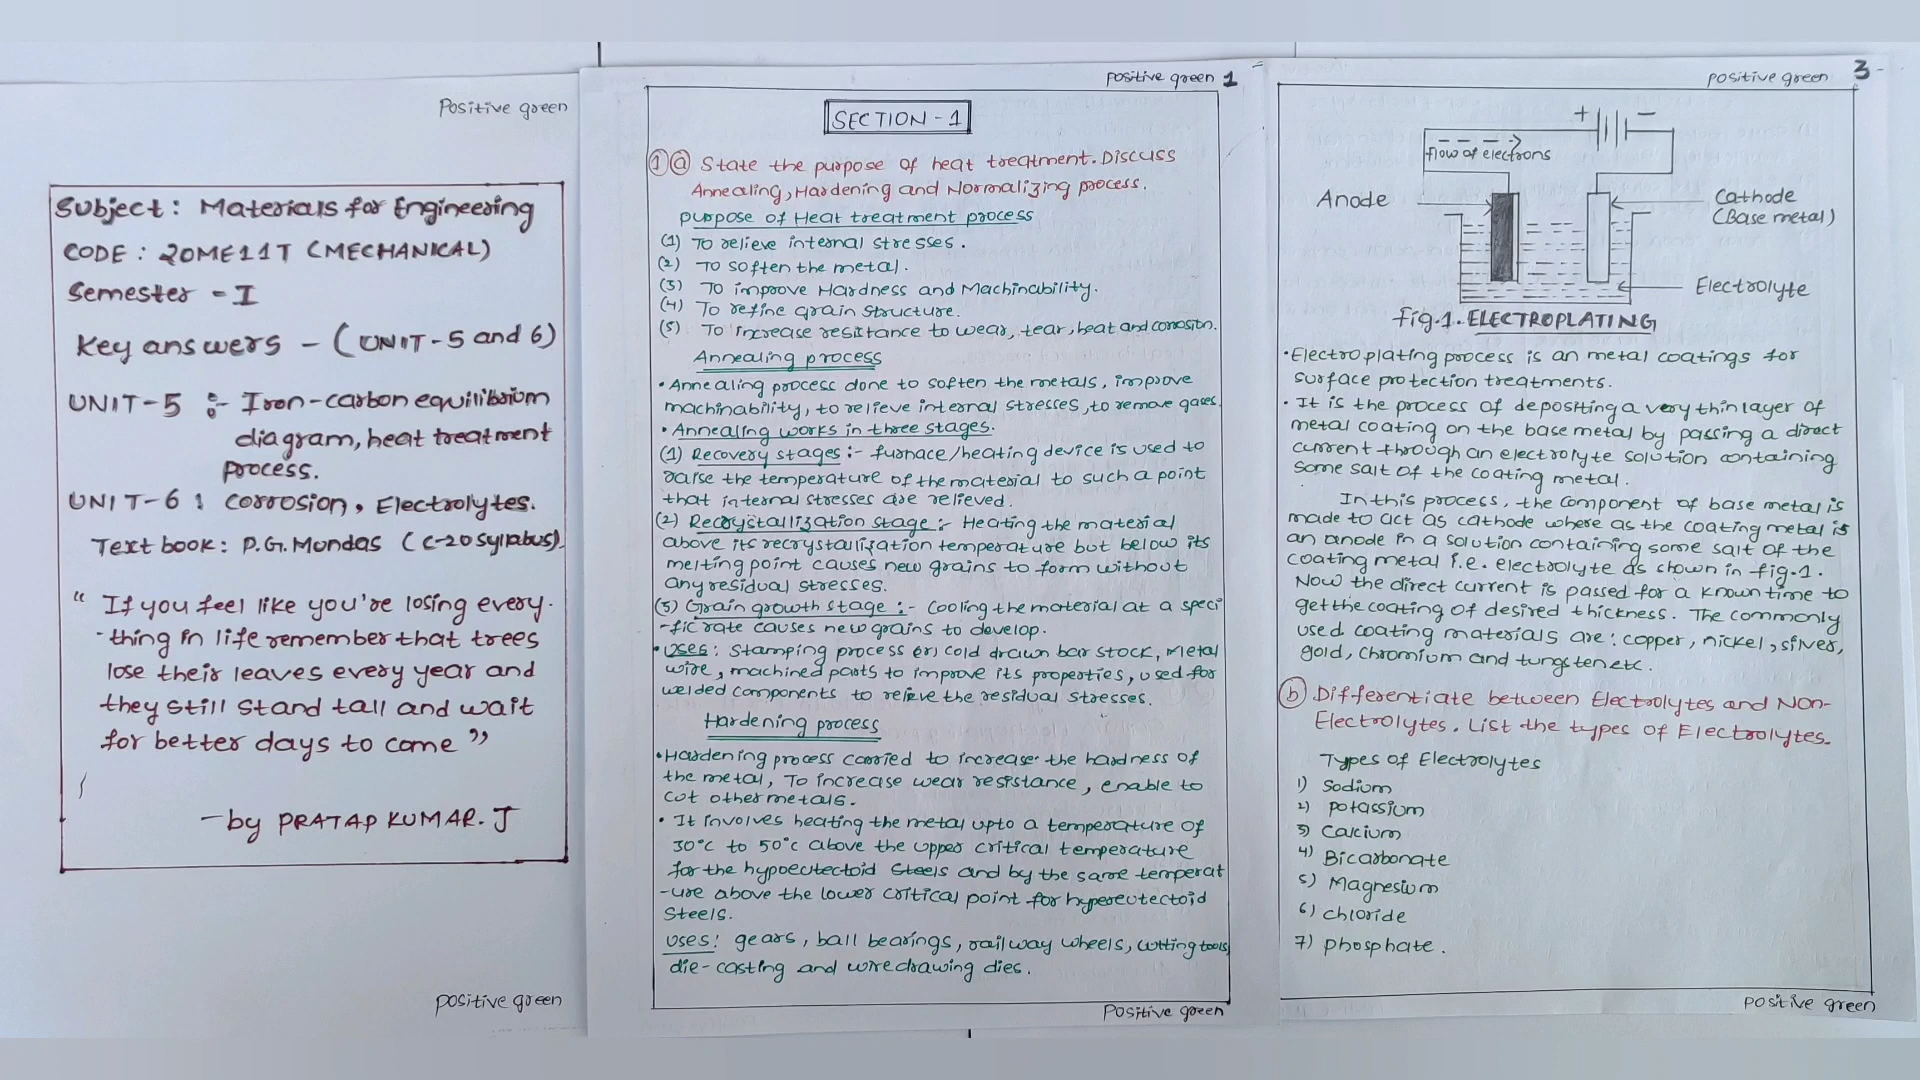 Positive green
Subject: Materials for Engineering
CODE: 20ME11T (MECHANICAL)
Semester - I
Key answers - (UNIT-5 and 6)
UNIT-5 :- Iron-carbon equilibrium
diagram, heat treatment
process.
UNIT-6 : Corrosion, Electrolytes.
Text book: P.G. Mundas (C-20 syllabus).
" If you feel like you're losing every-
-thing in life remember that trees
lose their leaves every year and
they still stand tall and wait
for better days to come "
-by PRATAP KUMAR. J
positive green
positive green 1
SECTION - 1
1 a State the purpose of heat treatment. Discuss
Annealing, Hardening and Normalizing process.
purpose of Heat treatment process
(1) To relieve internal stresses.
(2) To soften the metal.
(3) To improve Hardness and Machinability.
(4) To refine grain structure.
(5) To increase resistance to wear, tear, heat and corrosion.
Annealing process
• Annealing process done to soften the metals, improve
machinability, to relieve internal stresses, to remove gases.
• Annealing works in three stages.
(1) Recovery stages :- furnace/heating device is used to
raise the temperature of the material to such a point
that internal stresses are relieved.
(2) Recrystallization stage :- Heating the material
above its recrystallization temperature but below its
melting point causes new grains to form without
any residual stresses.
(3) Grain growth stage :- Cooling the material at a speci
-fic rate causes new grains to develop.
• Uses: Stamping process (or) cold drawn bar stock, Metal
wire, machined parts to improve its properties, used for
welded components to relieve the residual stresses.
Hardening process
• Hardening process carried to increase the hardness of
the metal, To increase wear resistance, enable to
cut other metals.
• It involves heating the metal upto a temperature of
30°c to 50°c above the upper critical temperature
for the hypoeutectoid steels and by the same temperat
-ure above the lower critical point for hypereutectoid
Steels.
Uses: gears, ball bearings, railway wheels, cutting tools,
die-casting and wiredrawing dies.
positive green
positive green 3
+ -
flow of electrons
Anode
Cathode
(Base metal)
Electrolyte
Fig.1. ELECTROPLATING
• Electroplating process is an metal coatings for
surface protection treatments.
• It is the process of depositing a very thin layer of
metal coating on the base metal by passing a direct
current through an electrolyte solution containing
some salt of the coating metal.
In this process, the component of base metal is
made to act as cathode where as the coating metal is
an anode in a solution containing some salt of the
coating metal i.e. electrolyte as shown in fig.1.
Now the direct current is passed for a known time to
get the coating of desired thickness. The commonly
used coating materials are: copper, nickel, silver,
gold, chromium and tungsten etc.
b Differentiate between Electrolytes and Non-
Electrolytes. List the types of Electrolytes.
Types of Electrolytes
1) Sodium
2) Potassium
3) Calcium
4) Bicarbonate
5) Magnesium
6) chloride
7) phosphate.
positive green